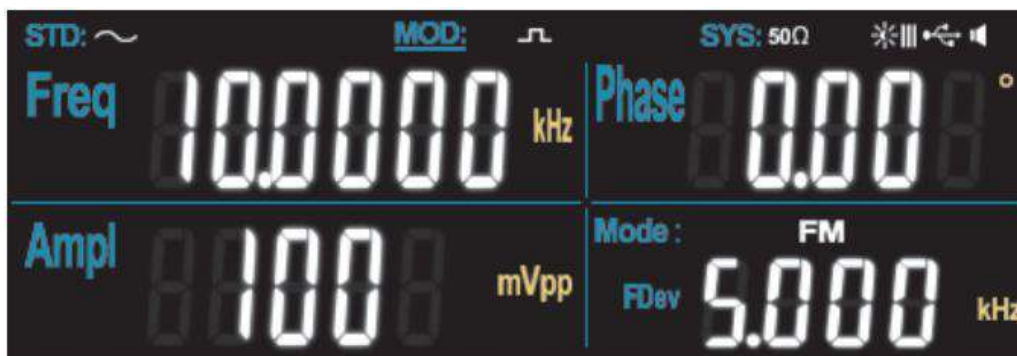 STD: MOD: SYS: 50Ω
Freq 10.0000 kHz
Phase 0.00 °
Ampl 100 mVpp
Mode: FM
FDev 5.000 kHz